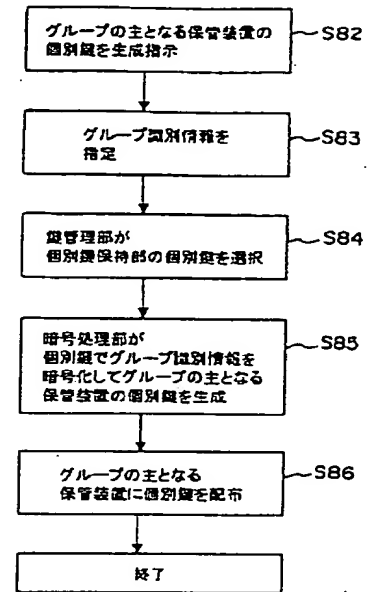 グループの主となる保管装置の
個別鍵を生成指示
S82
グループ識別情報を
指定
S83
鍵管理部が
個別鍵保持部の個別鍵を選択
S84
暗号処理部が
個別鍵でグループ識別情報を
暗号化してグループの主となる
保管装置の個別鍵を生成
S85
グループの主となる
保管装置に個別鍵を配布
S86
終了